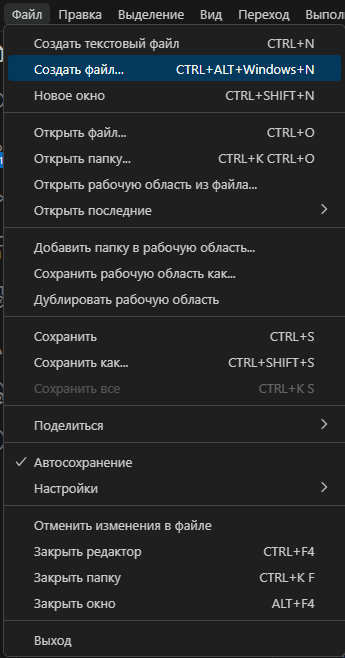 Файл Правка Выделение Вид Переход Выпол
Создать текстовый файл CTRL+N
Создать файл... CTRL+ALT+Windows+N
Новое окно CTRL+SHIFT+N
Открыть файл... CTRL+O
Открыть папку... CTRL+K CTRL+O
Открыть рабочую область из файла...
Открыть последние
Добавить папку в рабочую область...
Сохранить рабочую область как...
Дублировать рабочую область
Сохранить CTRL+S
Сохранить как... CTRL+SHIFT+S
Сохранить все CTRL+K S
Поделиться
Автосохранение
Настройки
Отменить изменения в файле
Закрыть редактор CTRL+F4
Закрыть папку CTRL+K F
Закрыть окно ALT+F4
Выход